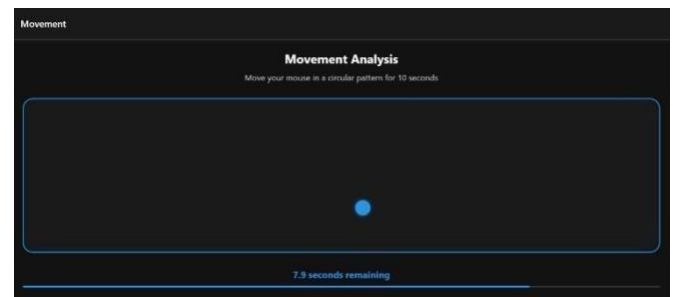 Movement
Movement Analysis
Move your mouse in a circular pattern for 10 seconds
7.9 seconds remaining